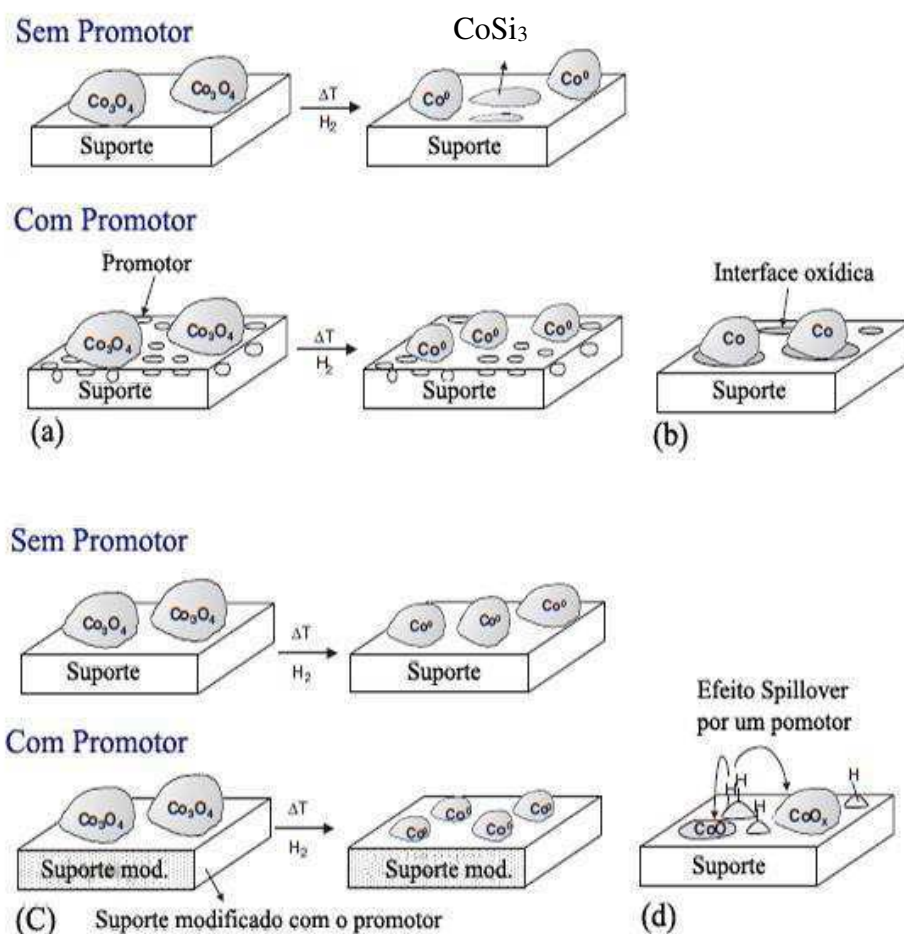 Sem Promotor
CoSi₃
Co₃O₄ Co₃O₄
ΔT
H₂
Co⁰ Co⁰
Suporte Suporte
Com Promotor
Promotor
Interface oxídica
Co₃O₄ Co₃O₄
ΔT
H₂
Co⁰ Co⁰ Co⁰
Co Co
Suporte Suporte Suporte
(a) (b)
Sem Promotor
Co₃O₄ Co₃O₄
ΔT
H₂
Co⁰ Co⁰ Co⁰
Suporte Suporte
Efeito Spillover
por um pomotor
Com Promotor
Co₃O₄ Co₃O₄
ΔT
H₂
Co⁰ Co⁰ Co⁰ Co⁰
H H H H
CoO CoOₓ
Suporte mod. Suporte mod. Suporte
(C) Suporte modificado com o promotor (d)